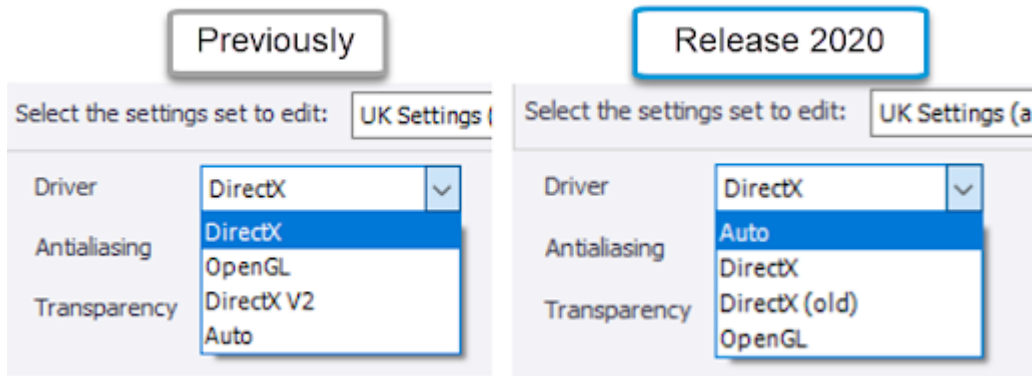 Previously
Select the settings set to edit: UK Settings (
Driver DirectX
DirectX
Antialiasing
OpenGL
Transparency DirectX V2
Auto
Release 2020
Select the settings set to edit: UK Settings (a
Driver DirectX
Auto
Antialiasing
DirectX
Transparency DirectX (old)
OpenGL